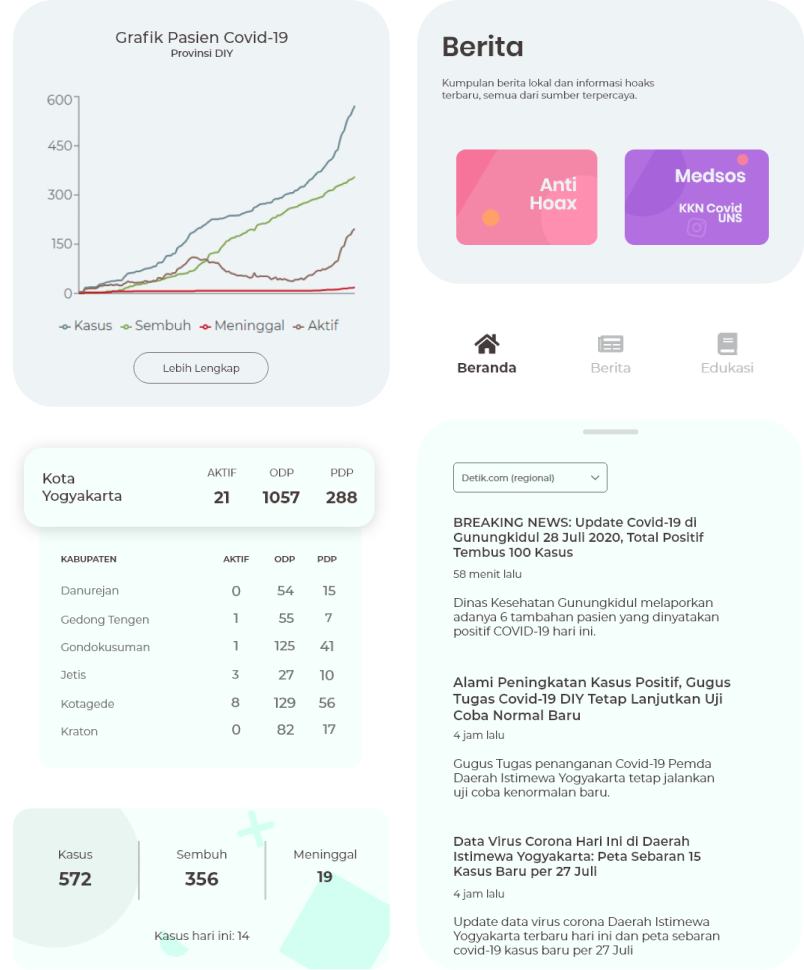 Grafik Pasien Covid-19
Provinsi DIY
600
450
300
150
0
Kasus Sembuh Meninggal Aktif
Lebih Lengkap
Kota
Yogyakarta
AKTIF ODP PDP
21 1057 288
KABUPATEN AKTIF ODP PDP
Danurejan 0 54 15
Gedong Tengen 1 55 7
Gondokusuman 1 125 41
Jetis 3 27 10
Kotagede 8 129 56
Kraton 0 82 17
Kasus Sembuh Meninggal
572 356 19
Kasus hari ini: 14
Berita
Kumpulan berita lokal dan informasi hoaks
terbaru, semua dari sumber terpercaya.
Anti
Hoax
Medsos
KKN Covid
UNS
Beranda Berita Edukasi
Detik.com (regional)
BREAKING NEWS: Update Covid-19 di
Gunungkidul 28 Juli 2020, Total Positif
Tembus 100 Kasus
58 menit lalu
Dinas Kesehatan Gunungkidul melaporkan
adanya 6 tambahan pasien yang dinyatakan
positif COVID-19 hari ini.
Alami Peningkatan Kasus Positif, Gugus
Tugas Covid-19 DIY Tetap Lanjutkan Uji
Coba Normal Baru
4 jam lalu
Gugus Tugas penanganan Covid-19 Pemda
Daerah Istimewa Yogyakarta tetap jalankan
uji coba kenormalan baru.
Data Virus Corona Hari Ini di Daerah
Istimewa Yogyakarta: Peta Sebaran 15
Kasus Baru per 27 Juli
4 jam lalu
Update data virus corona Daerah Istimewa
Yogyakarta terbaru hari ini dan peta sebaran
covid-19 kasus baru per 27 Juli